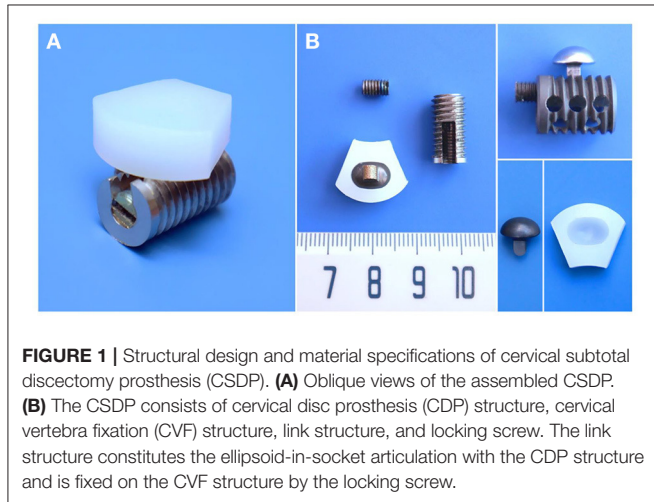 A
B
7 8 9 10
FIGURE 1 | Structural design and material specifications of cervical subtotal
discectomy prosthesis (CSDP). (A) Oblique views of the assembled CSDP.
(B) The CSDP consists of cervical disc prosthesis (CDP) structure, cervical
vertebra fixation (CVF) structure, link structure, and locking screw. The link
structure constitutes the ellipsoid-in-socket articulation with the CDP structure
and is fixed on the CVF structure by the locking screw.